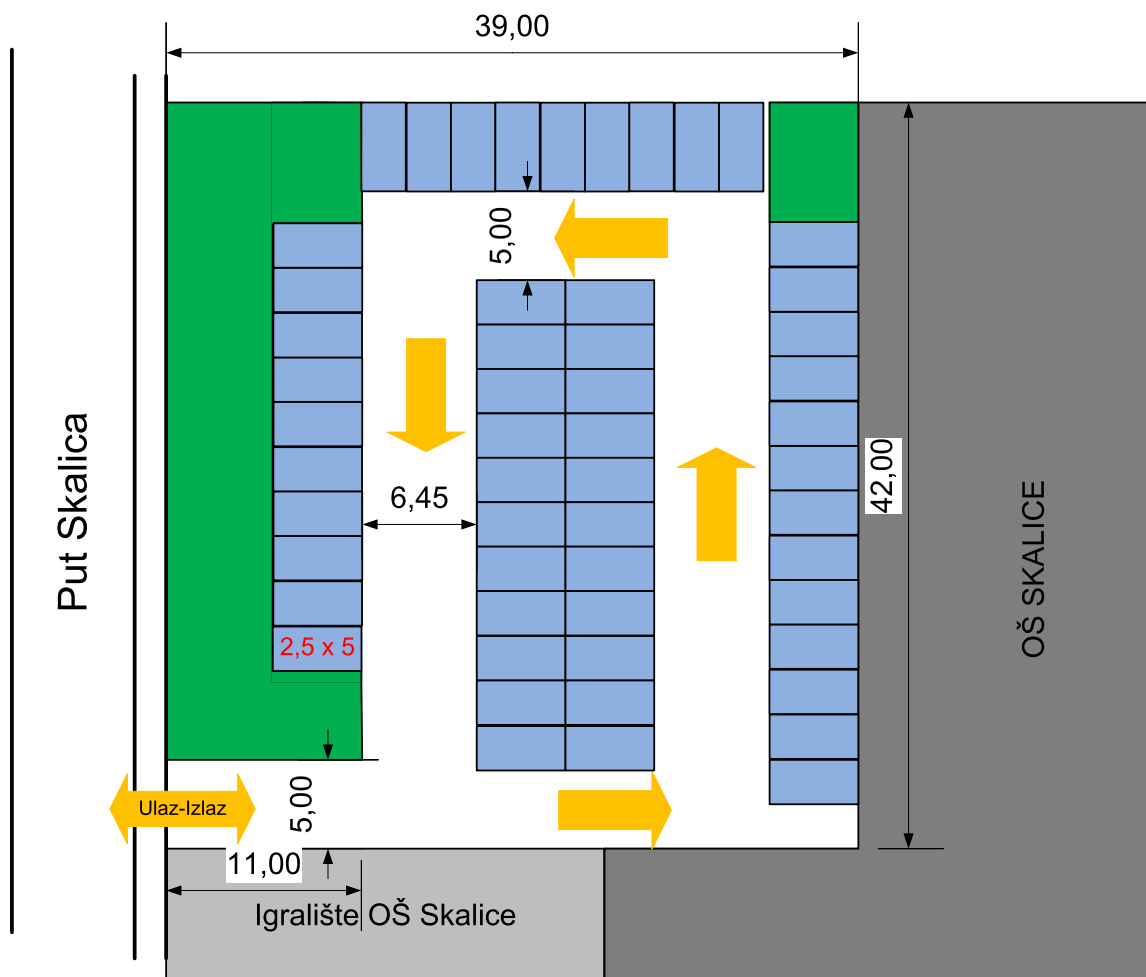 39,00
5,00
Put Skalica
6,45
42,00
OŠ SKALICE
2,5 x 5
Ulaz-Izlaz
5,00
11,00
Igralište OŠ Skalice